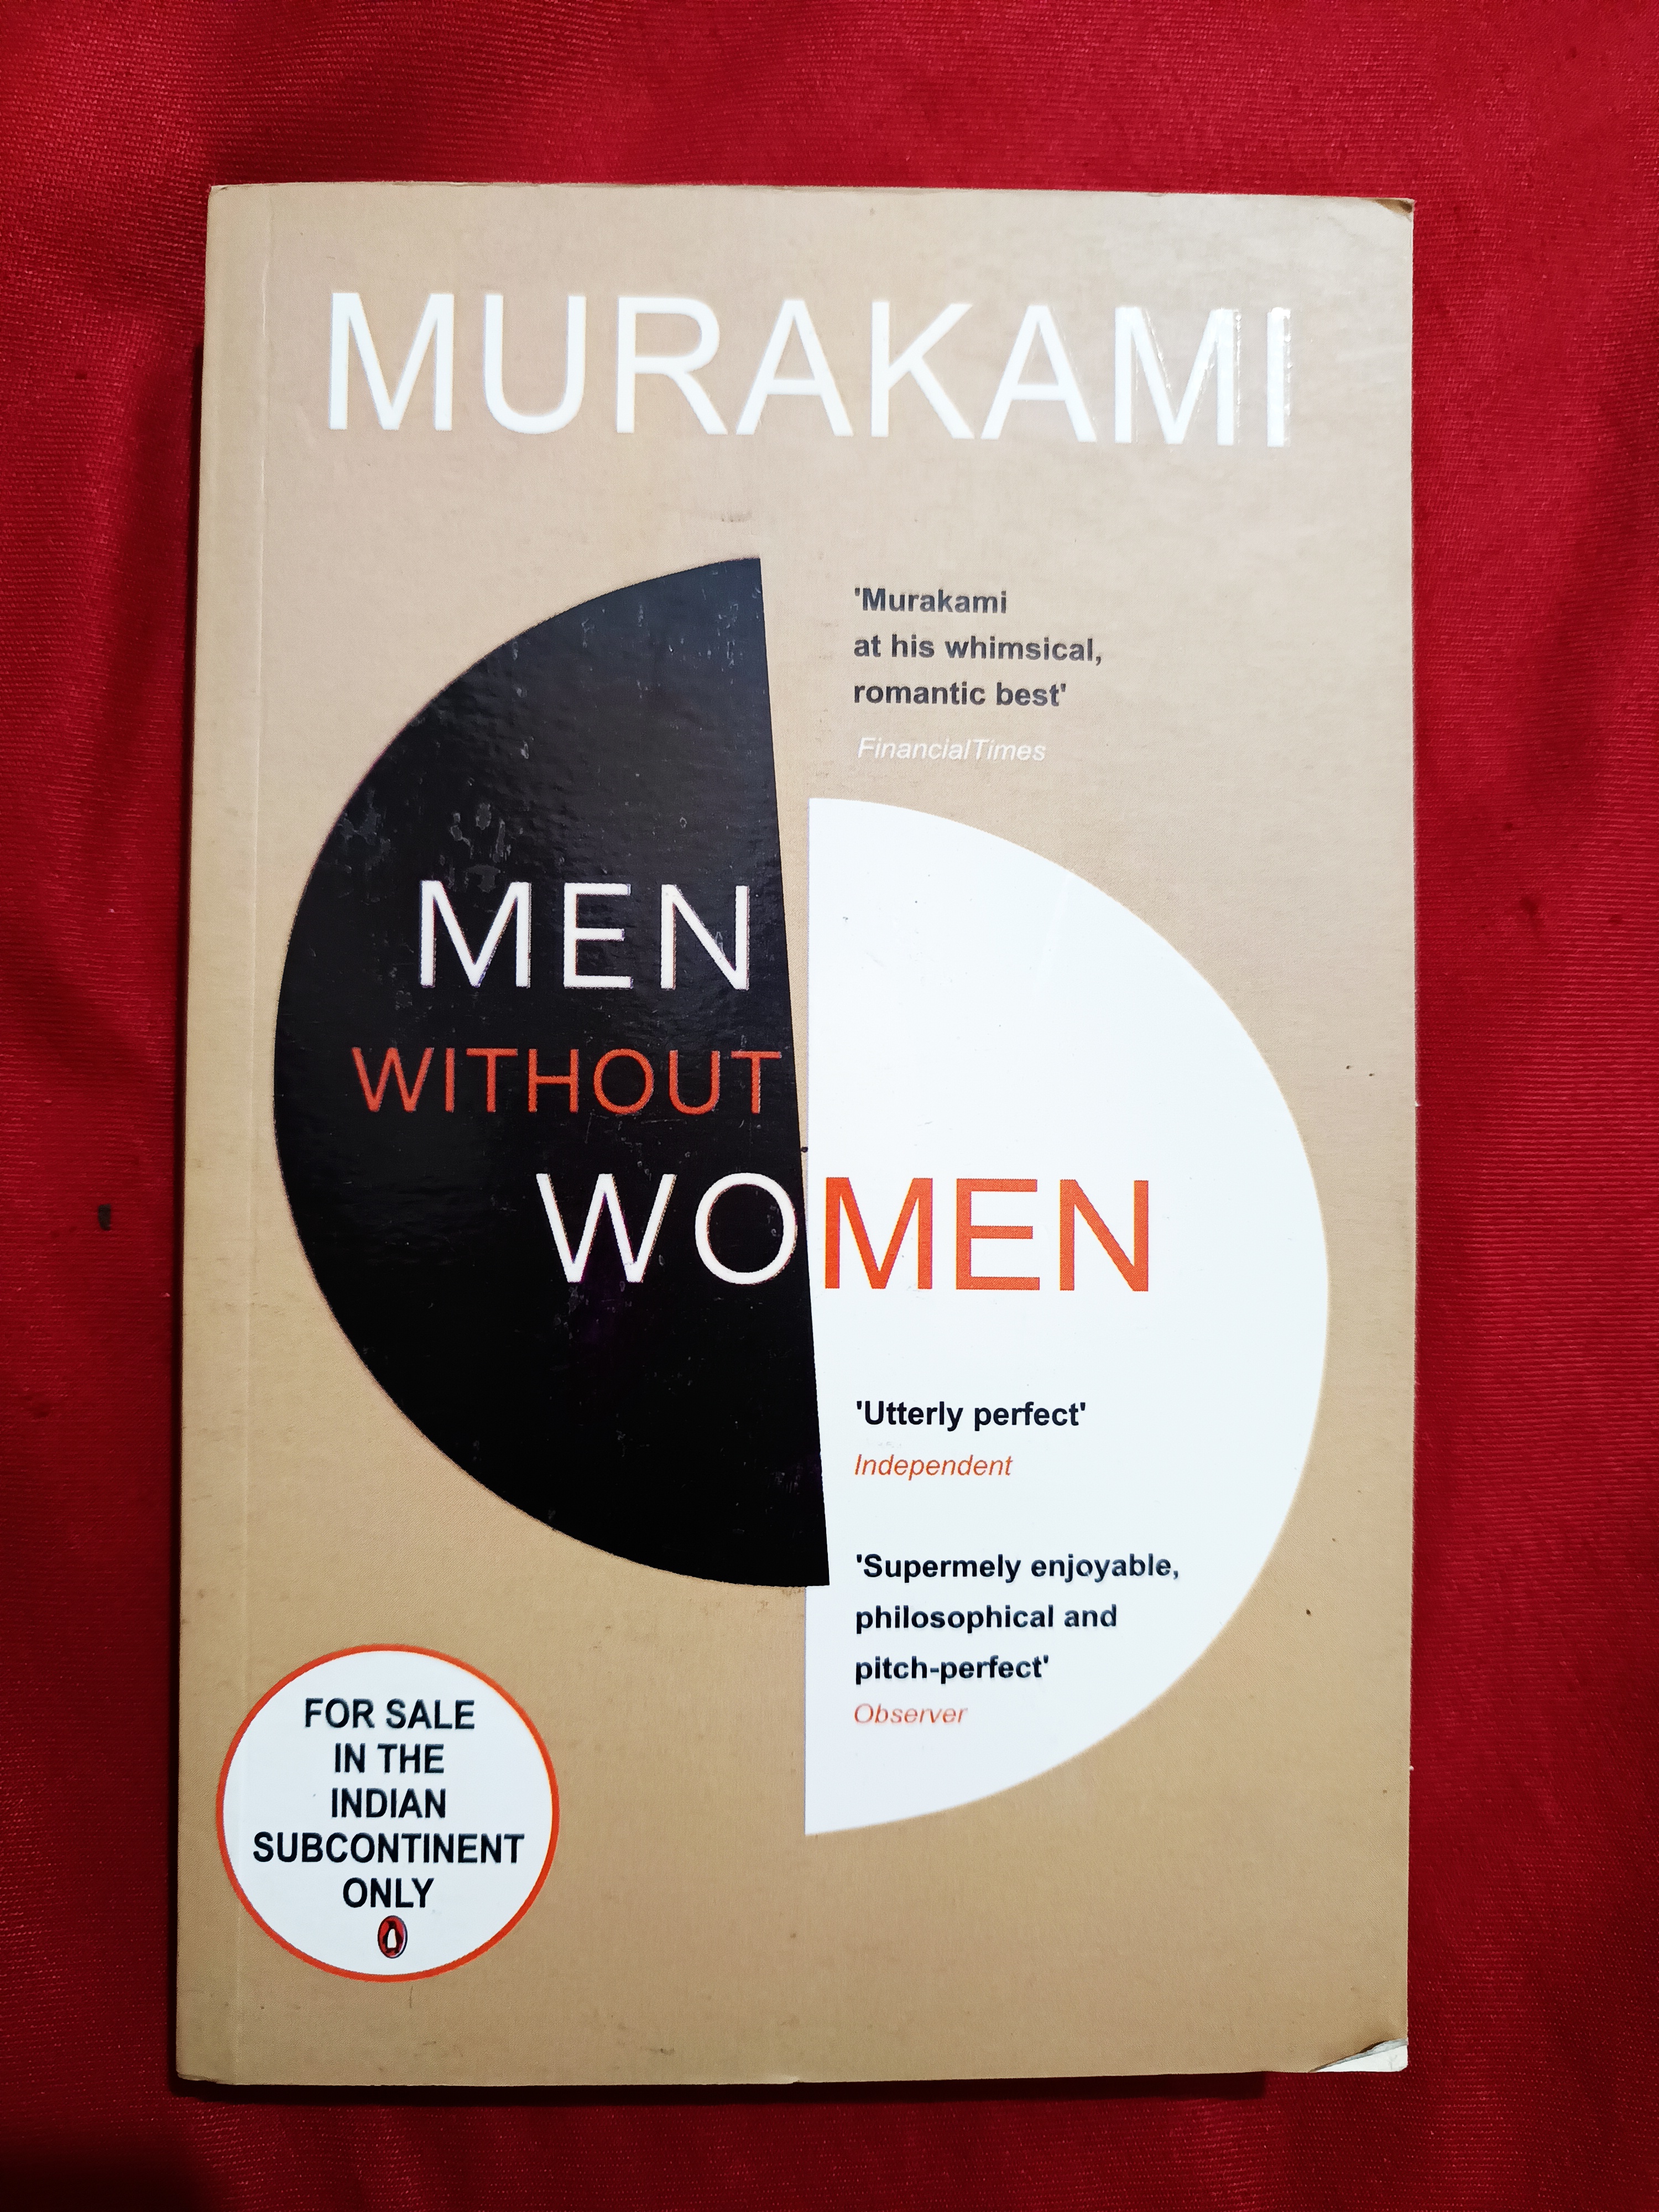 MURAKAMI
'Murakami
at his whimsical,
romantic best'
FinancialTimes
MEN
WITHOUT
WOMEN
'Utterly perfect'
Independent
'Supermely enjoyable,
philosophical and
pitch-perfect'
Observer
FOR SALE
IN THE
INDIAN
SUBCONTINENT
ONLY